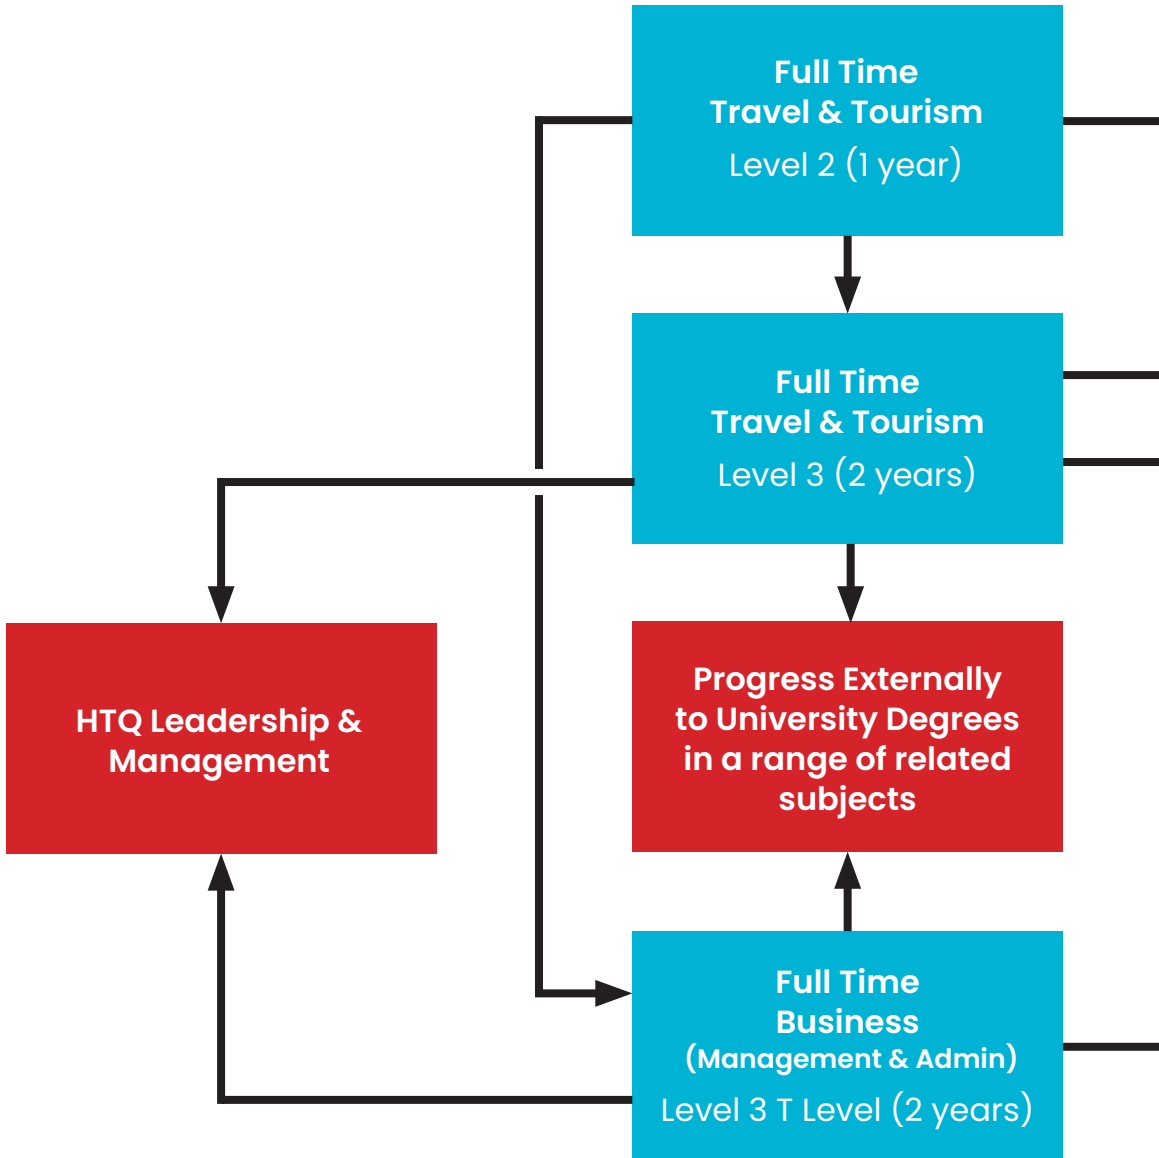 Full Time
Travel & Tourism
Level 2 (1 year)
Full Time
Travel & Tourism
Level 3 (2 years)
HTQ Leadership &
Management
Progress Externally
to University Degrees
in a range of related
subjects
Full Time
Business
(Management & Admin)
Level 3 T Level (2 years)